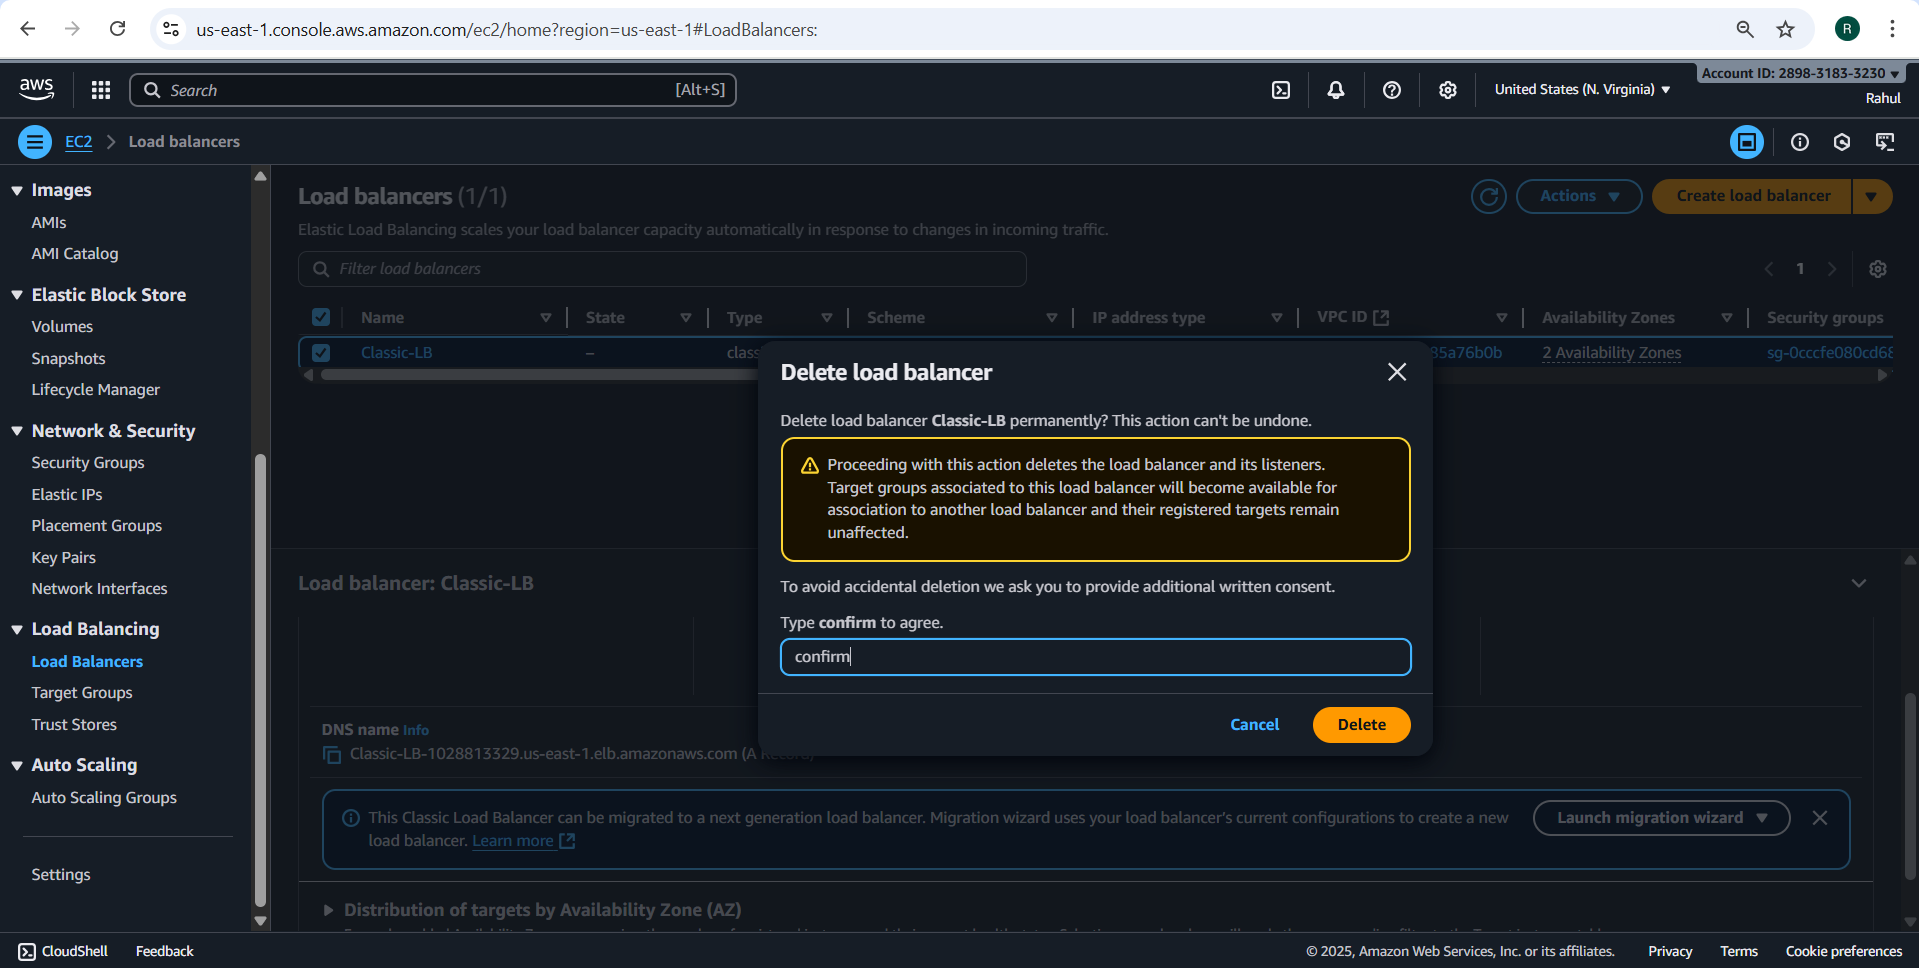 us-east-1.console.aws.amazon.com/ec2/home?region=us-east-1#LoadBalancers:
R
aws
Search
[Alt+S]
United States (N. Virginia)
Account ID: 2898-3183-3230
Rahul
EC2
Load balancers
Images
AMIs
AMI Catalog
Elastic Block Store
Volumes
Snapshots
Lifecycle Manager
Network & Security
Security Groups
Elastic IPs
Placement Groups
Key Pairs
Network Interfaces
Load Balancing
Load Balancers
Target Groups
Trust Stores
Auto Scaling
Auto Scaling Groups
Settings
Load balancers (1/1)
Actions
Create load balancer
Elastic Load Balancing scales your load balancer capacity automatically in response to changes in incoming traffic.
Filter load balancers
1
Name State Type Scheme IP address type VPC ID Availability Zones Security groups
Classic-LB – 2 Availability Zones
Delete load balancer
Delete load balancer Classic-LB permanently? This action can't be undone.
Proceeding with this action deletes the load balancer and its listeners.
Target groups associated to this load balancer will become available for
association to another load balancer and their registered targets remain
unaffected.
To avoid accidental deletion we ask you to provide additional written consent.
Type confirm to agree.
confirm
Cancel
Delete
Load balancer: Classic-LB
DNS name Info
Classic-LB-1028813329.us-east-1.elb.amazonaws.com (A Record)
This Classic Load Balancer can be migrated to a next generation load balancer. Migration wizard uses your load balancer's current configurations to create a new
load balancer. Learn more
Launch migration wizard
Distribution of targets by Availability Zone (AZ)
CloudShell
Feedback
© 2025, Amazon Web Services, Inc. or its affiliates.
Privacy
Terms
Cookie preferences